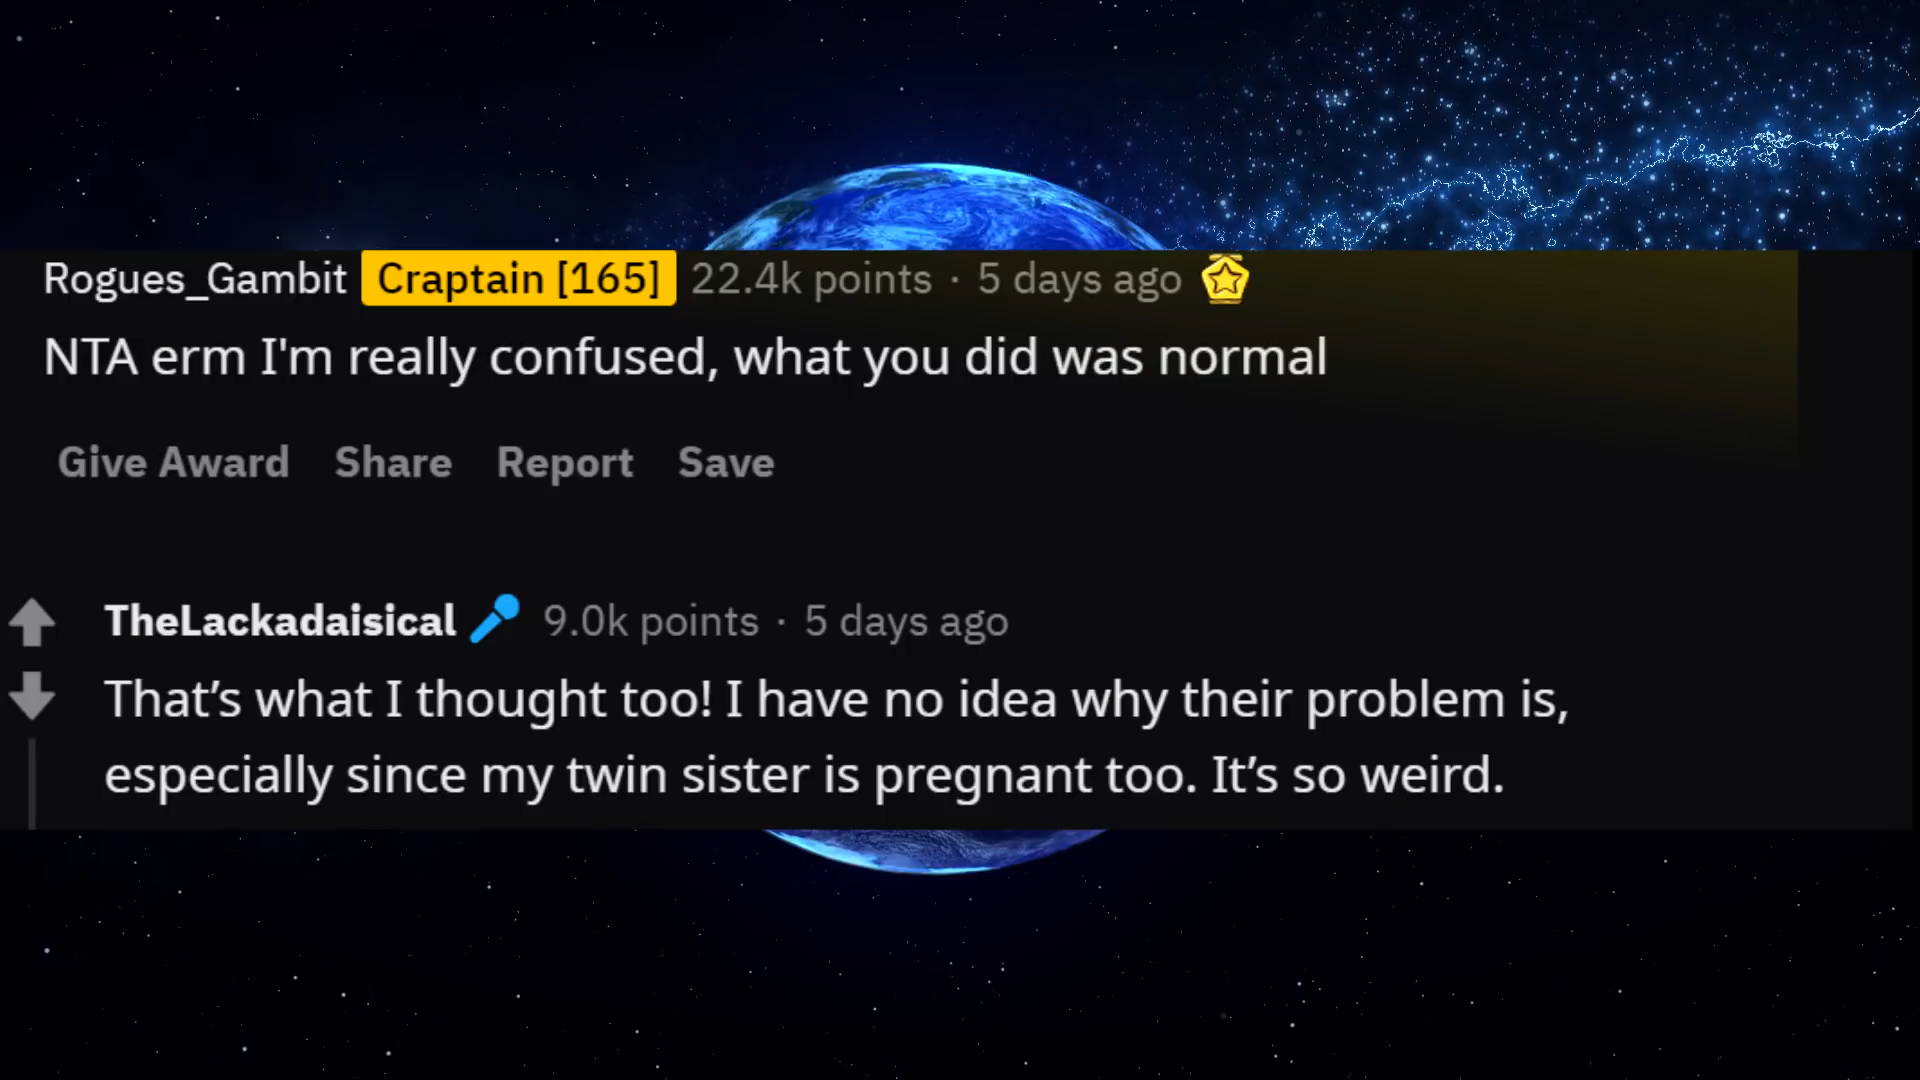 Rogues_Gambit Craptain [165] 22.4k points · 5 days ago
NTA erm I'm really confused, what you did was normal
Give Award Share Report Save
TheLackadaisical 9.0k points · 5 days ago
That’s what I thought too! I have no idea why their problem is,
especially since my twin sister is pregnant too. It’s so weird.